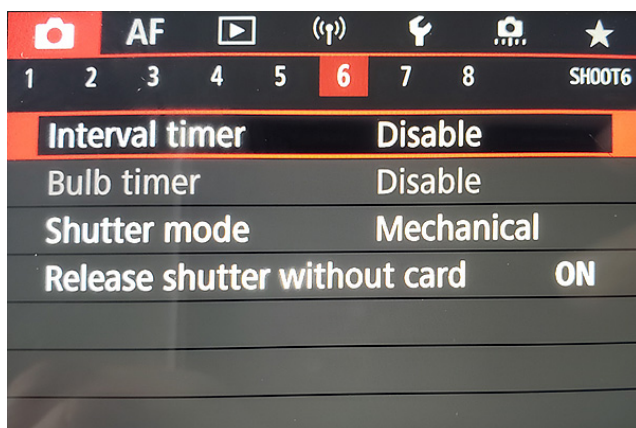 AF
1 2 3 4 5 6 7 8 SHOOT6
Interval timer Disable
Bulb timer Disable
Shutter mode Mechanical
Release shutter without card ON